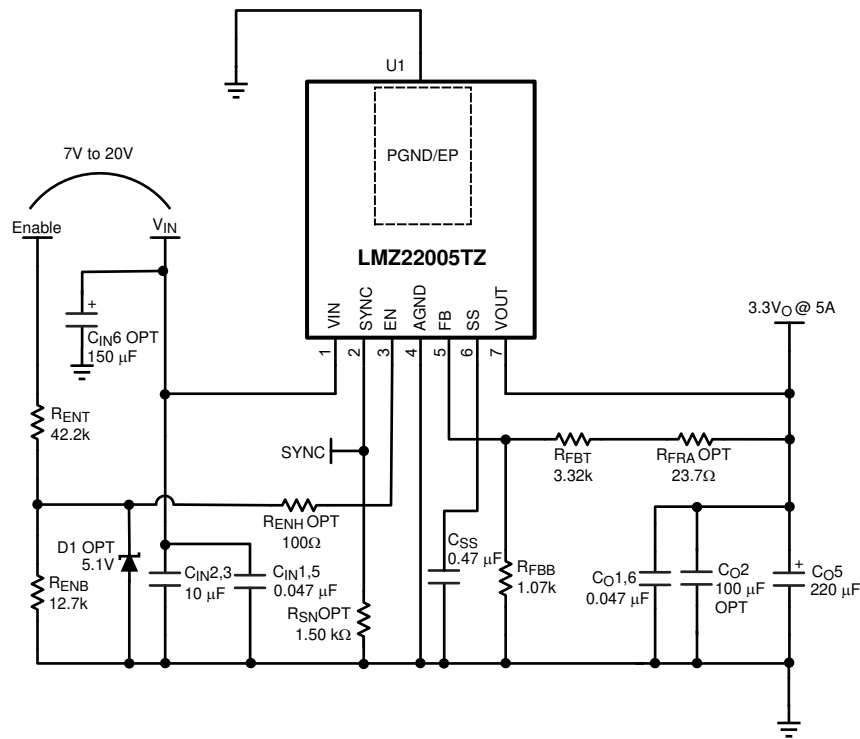 U1
PGND/EP
LMZ22005TZ
VIN
SYNC
EN
AGND
FB
SS
VOUT
1
2
3
4
5
6
7
7V to 20V
Enable
VIN
+
CIN6 OPT
150 μF
RENT
42.2k
SYNC
RENH OPT
100Ω
D1 OPT
5.1V
RENB
12.7k
CIN2,3
10 μF
CIN1,5
0.047 μF
RSNOPT
1.50 kΩ
CSS
0.47 μF
RFBB
1.07k
RFBT
3.32k
RFRA OPT
23.7Ω
3.3VO @ 5A
CO1,6
0.047 μF
CO2
100 μF
OPT
+
CO5
220 μF